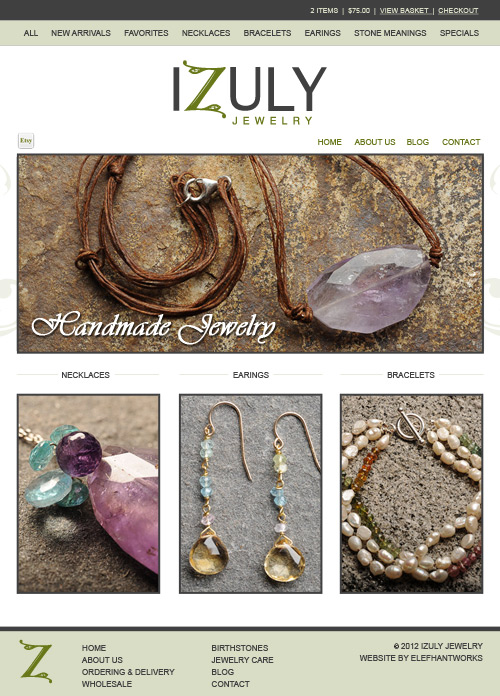 2 ITEMS | $75.00 | VIEW BASKET | CHECKOUT
ALL NEW ARRIVALS FAVORITES NECKLACES BRACELETS EARINGS STONE MEANINGS SPECIALS
IZULY
JEWELRY
Etsy
HOME ABOUT US BLOG CONTACT
Handmade Jewelry
NECKLACES EARINGS BRACELETS
Z
HOME BIRTHSTONES © 2012 IZULY JEWELRY
ABOUT US JEWELRY CARE WEBSITE BY ELEFHANTWORKS
ORDERING & DELIVERY BLOG
WHOLESALE CONTACT